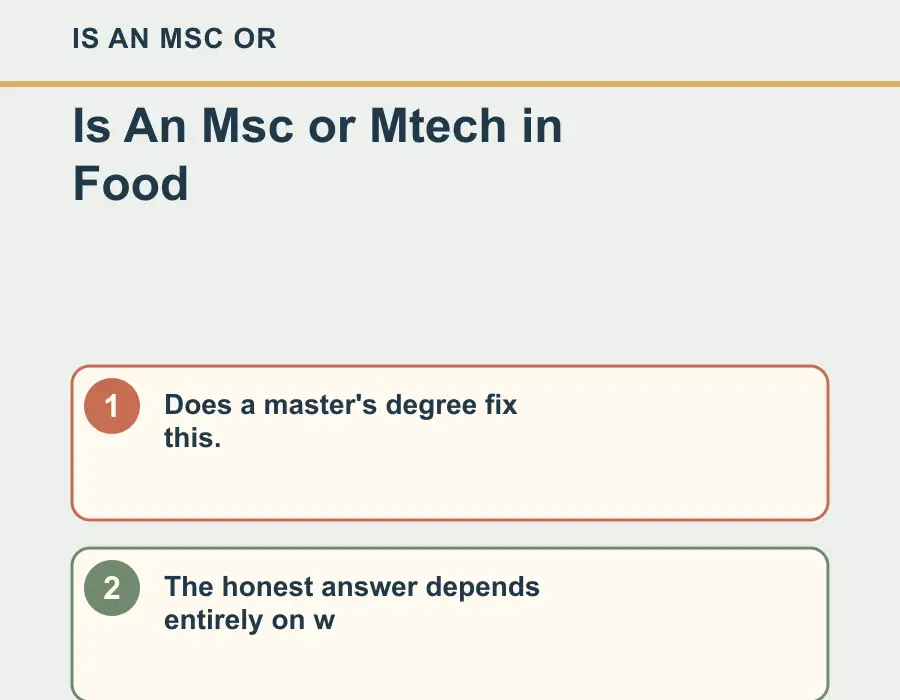 IS AN MSC OR
Is An Msc or Mtech in
Food
1
Does a master's degree fix
this.
2
The honest answer depends
entirely on w